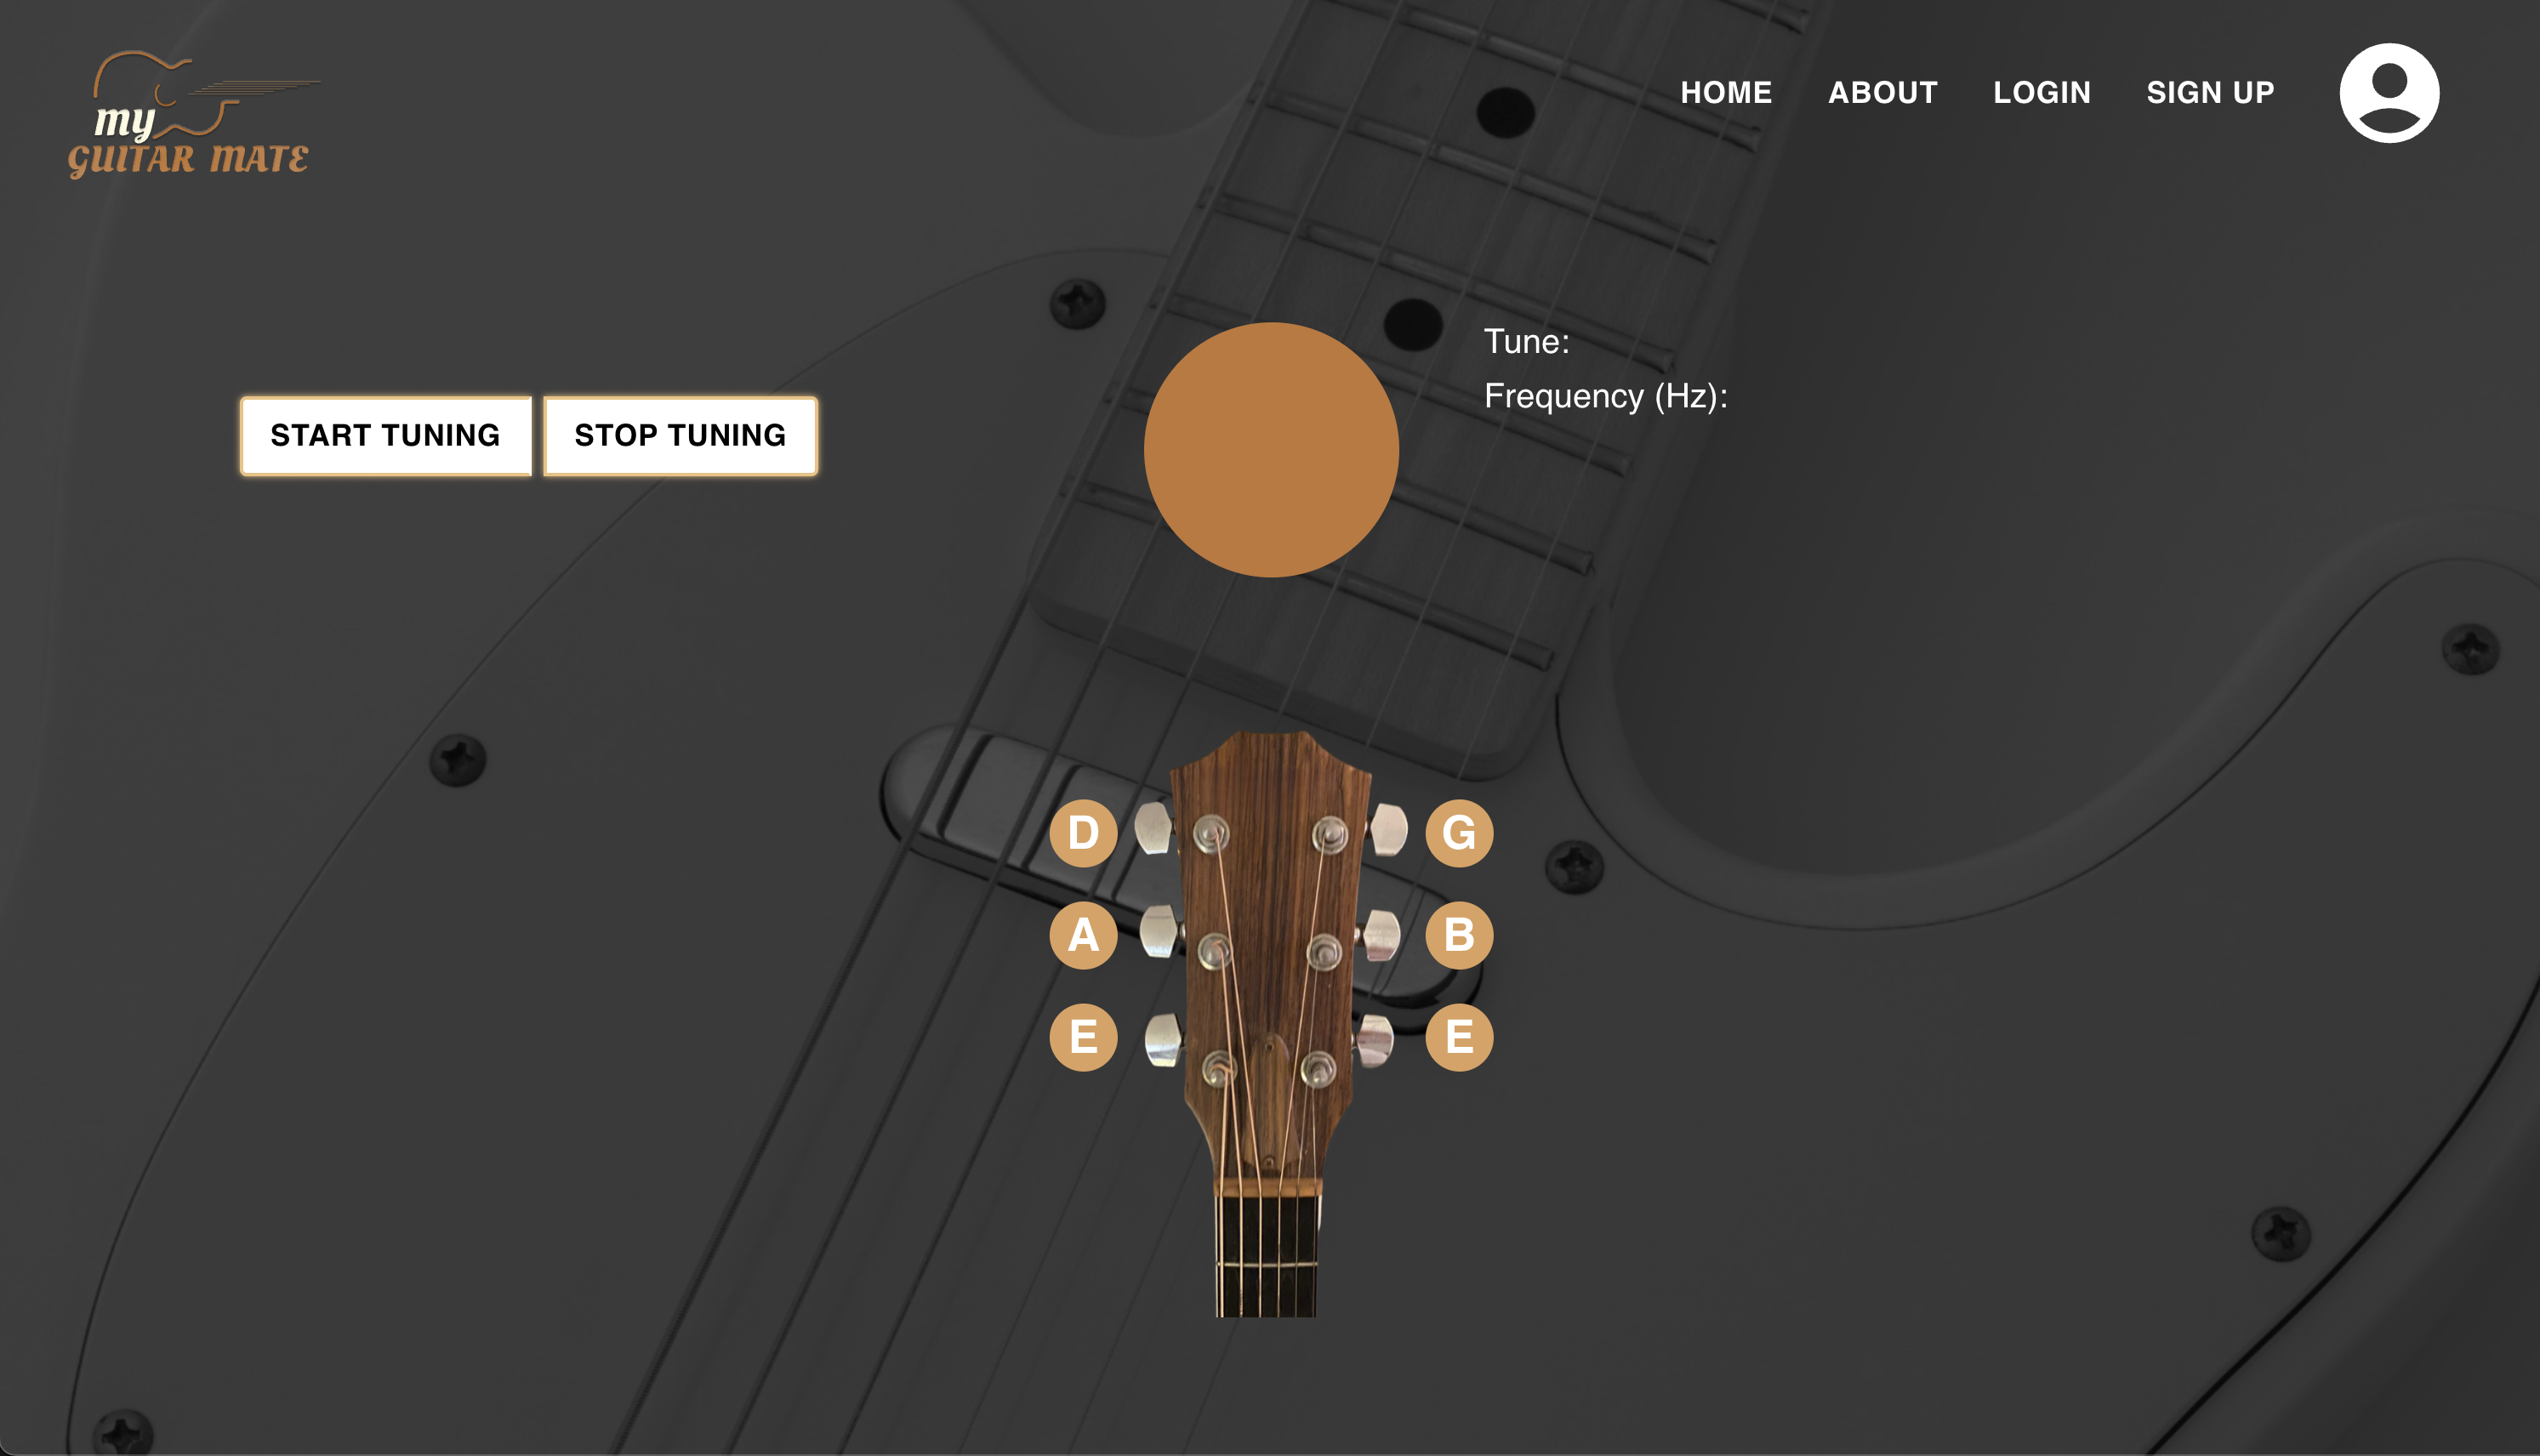 my
GUITAR MATE
HOME ABOUT LOGIN SIGN UP
Tune:
Frequency (Hz):
START TUNING STOP TUNING
D G
A B
E E